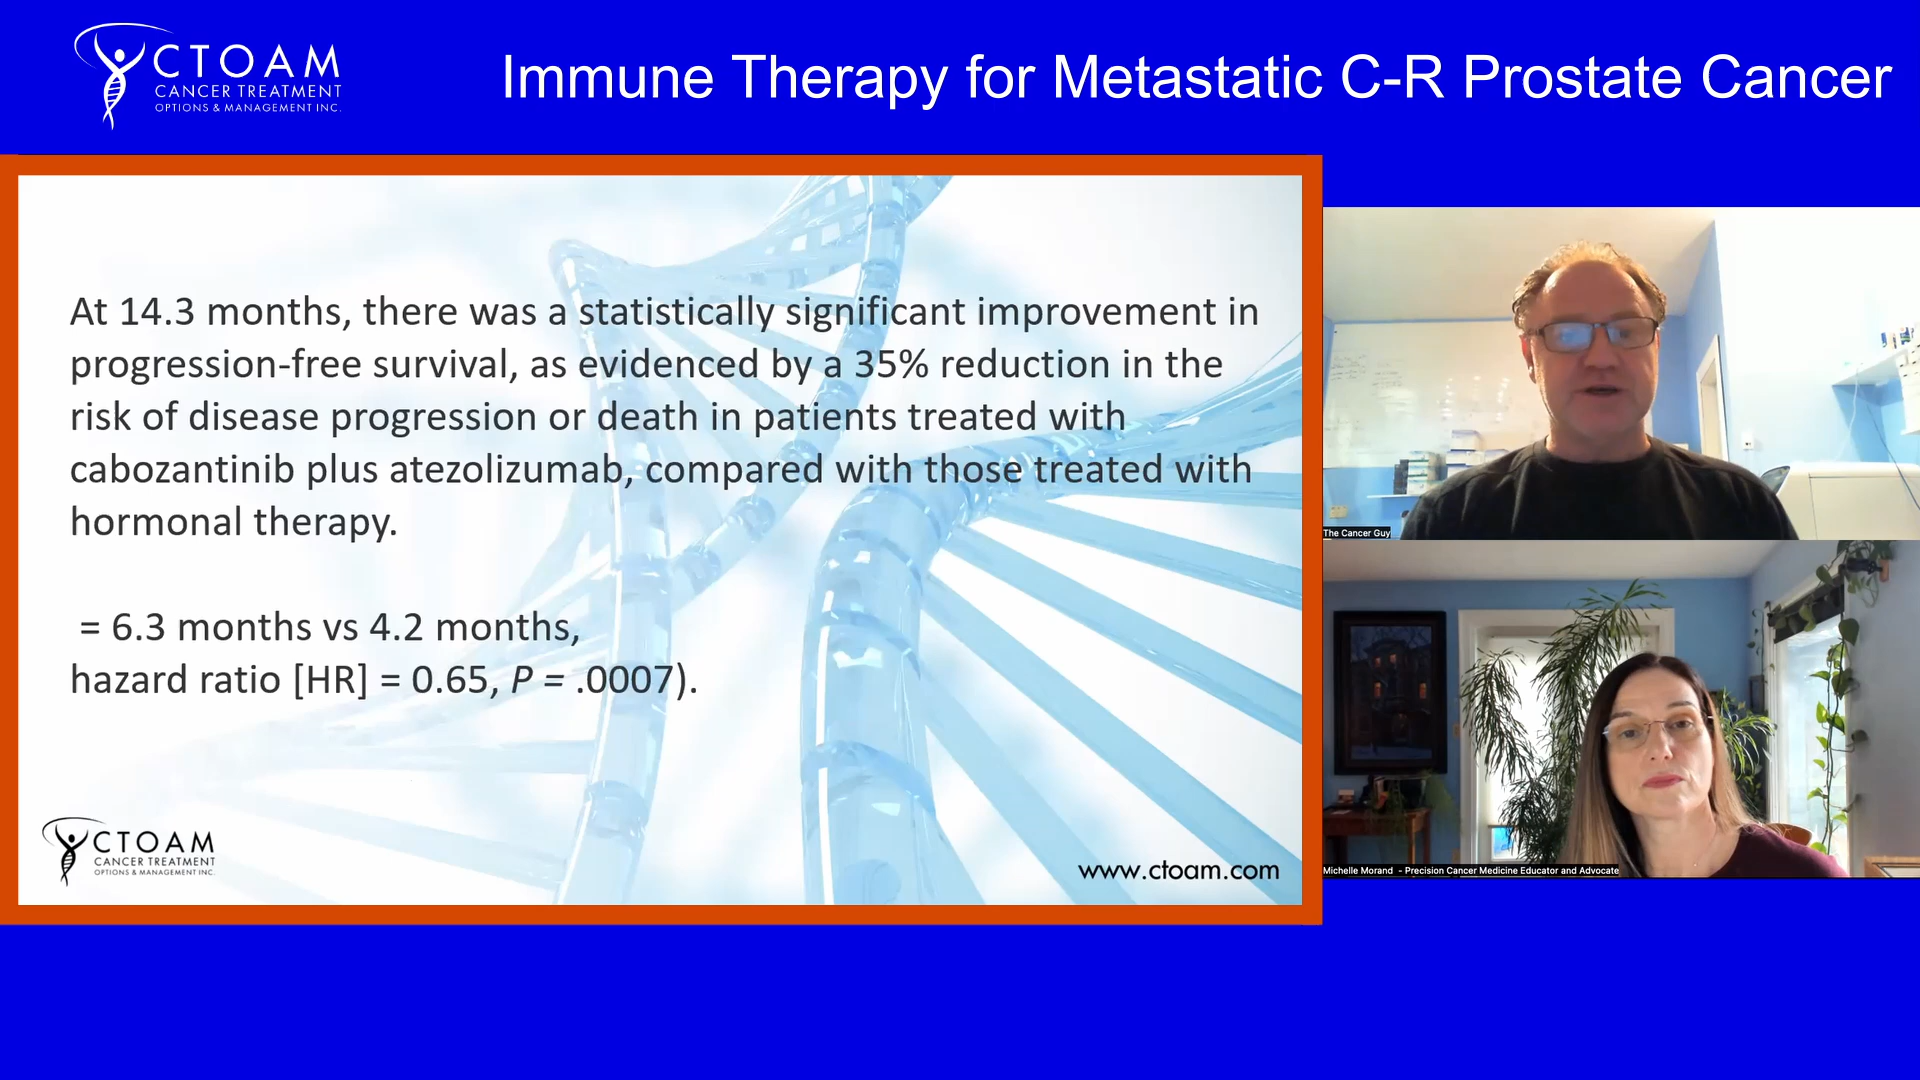 CTOAM
CANCER TREATMENT
OPTIONS & MANAGEMENT INC.
Immune Therapy for Metastatic C-R Prostate Cancer
At 14.3 months, there was a statistically significant improvement in
progression-free survival, as evidenced by a 35% reduction in the
risk of disease progression or death in patients treated with
cabozantinib plus atezolizumab, compared with those treated with
hormonal therapy.
= 6.3 months vs 4.2 months,
hazard ratio [HR] = 0.65, P = .0007).
CTOAM
CANCER TREATMENT
OPTIONS & MANAGEMENT INC.
www.ctoam.com
The Cancer Guy
Michelle Morand - Precision Cancer Medicine Educator and Advocate